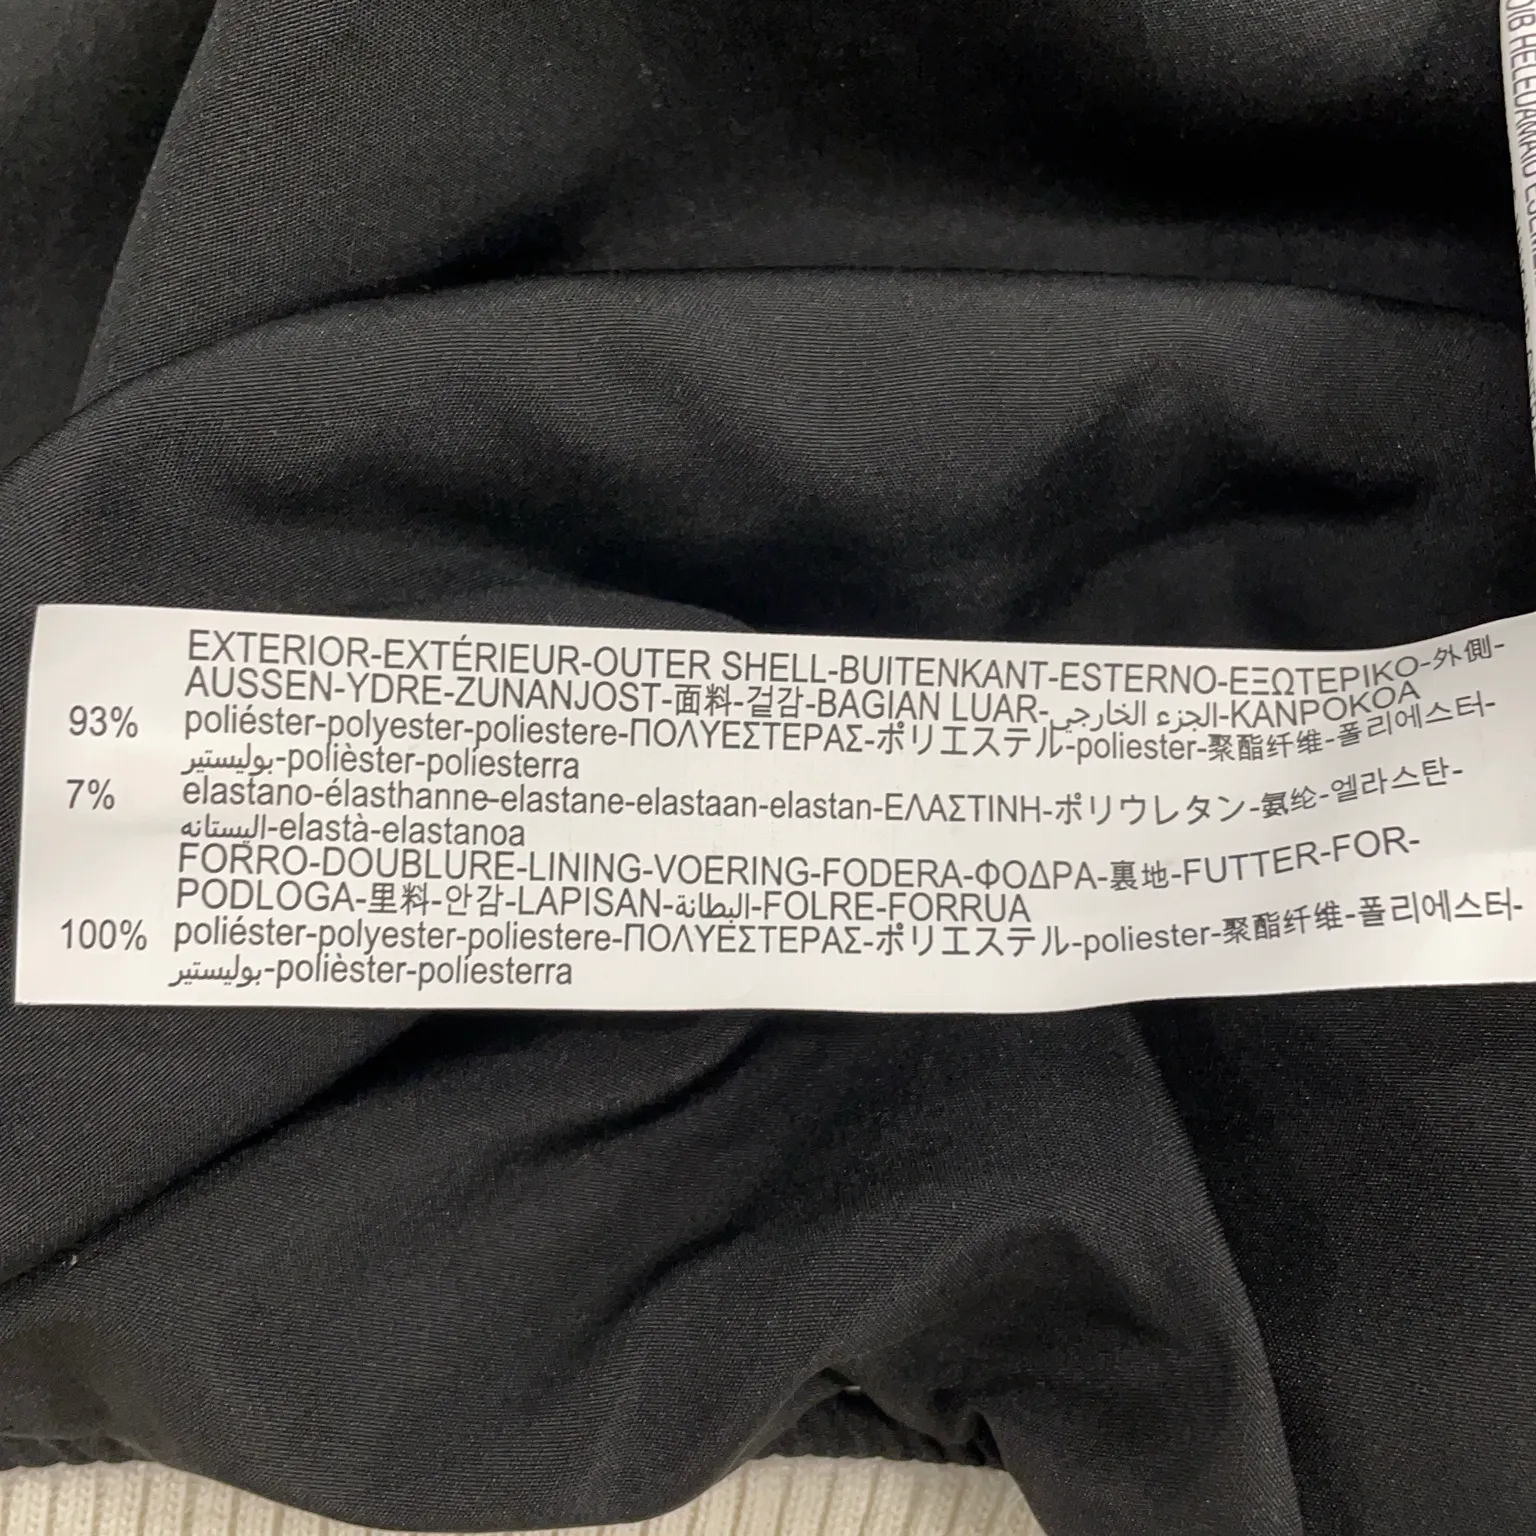 EXTERIOR-EXTÉRIEUR-OUTER SHELL-BUITENKANT-ESTERNO-ΕΞΩΤΕΡΙΚΟ-外側-
AUSSEN-YDRE-ZUNANJOST-面料-겉감-BAGIAN LUAR-الجزء الخارجي-KANPOKOA
93% poliéster-polyester-poliestere-ΠΟΛΥΕΣΤΕΡΑΣ-ポリエステル-poliester-聚酯纤维-폴리에스터-
بوليستير-polièster-poliesterra
7% elastano-élasthanne-elastane-elastaan-elastan-ΕΛΑΣΤΙΝΗ-ポリウレタン-氨纶-엘라스탄-
اليستانه-elastà-elastanoa
FORRO-DOUBLURE-LINING-VOERING-FODERA-ΦΟΔΡΑ-裏地-FUTTER-FOR-
PODLOGA-里料-안감-LAPISAN-البطانة-FOLRE-FORRUA
100% poliéster-polyester-poliestere-ΠΟΛΥΕΣΤΕΡΑΣ-ポリエステル-poliester-聚酯纤维-폴리에스터-
بوليستير-polièster-poliesterra